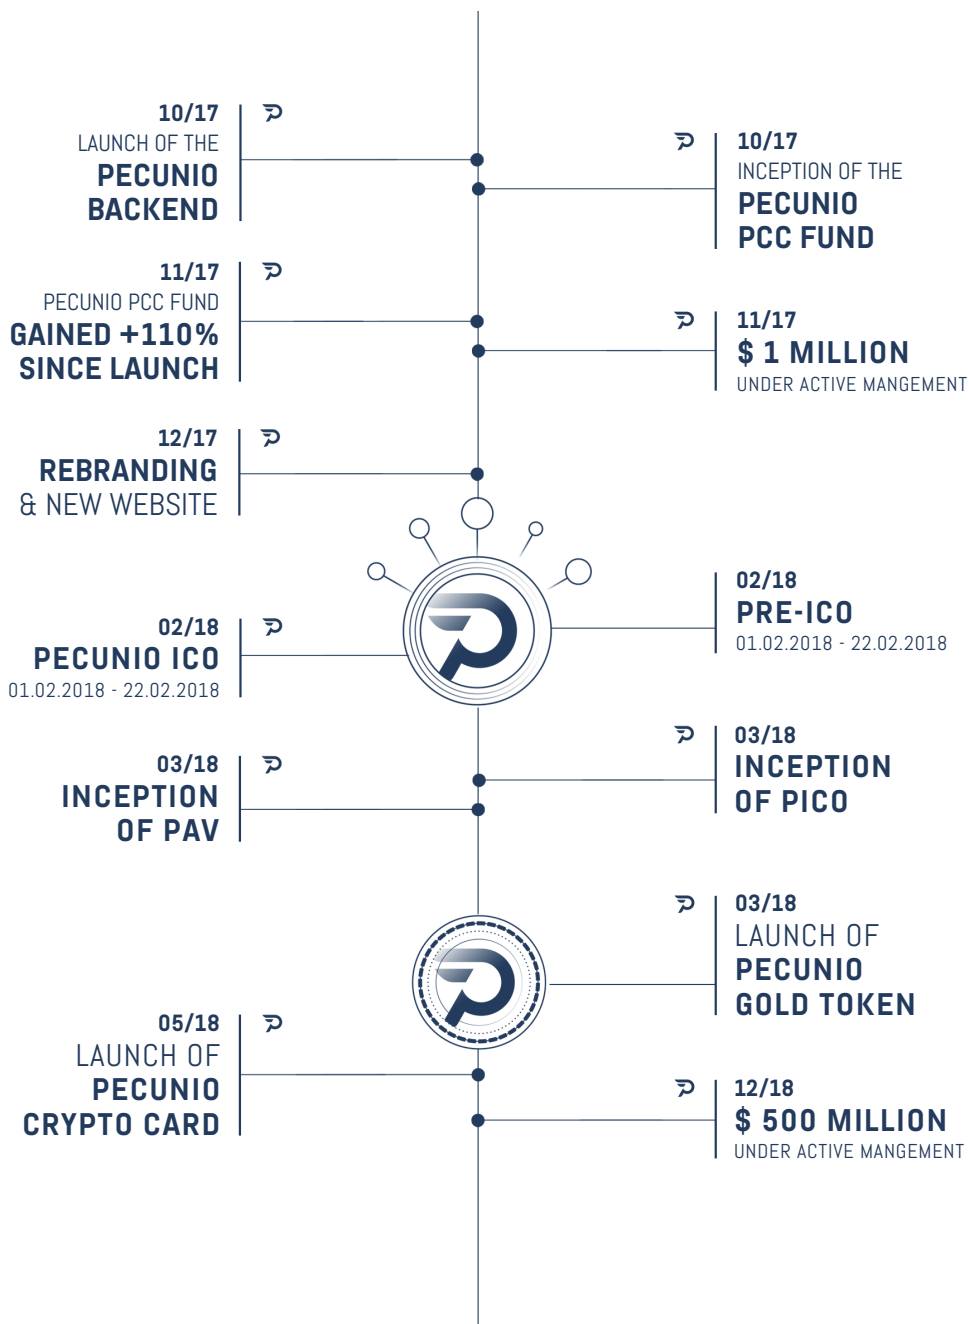 10/17
LAUNCH OF THE
PECUNIO
BACKEND
10/17
INCEPTION OF THE
PECUNIO
PCC FUND
11/17
PECUNIO PCC FUND
GAINED +110%
SINCE LAUNCH
11/17
$ 1 MILLION
UNDER ACTIVE MANGEMENT
12/17
REBRANDING
& NEW WEBSITE
02/18
PRE-ICO
01.02.2018 - 22.02.2018
02/18
PECUNIO ICO
01.02.2018 - 22.02.2018
03/18
INCEPTION
OF PICO
03/18
INCEPTION
OF PAV
03/18
LAUNCH OF
PECUNIO
GOLD TOKEN
05/18
LAUNCH OF
PECUNIO
CRYPTO CARD
12/18
$ 500 MILLION
UNDER ACTIVE MANGEMENT